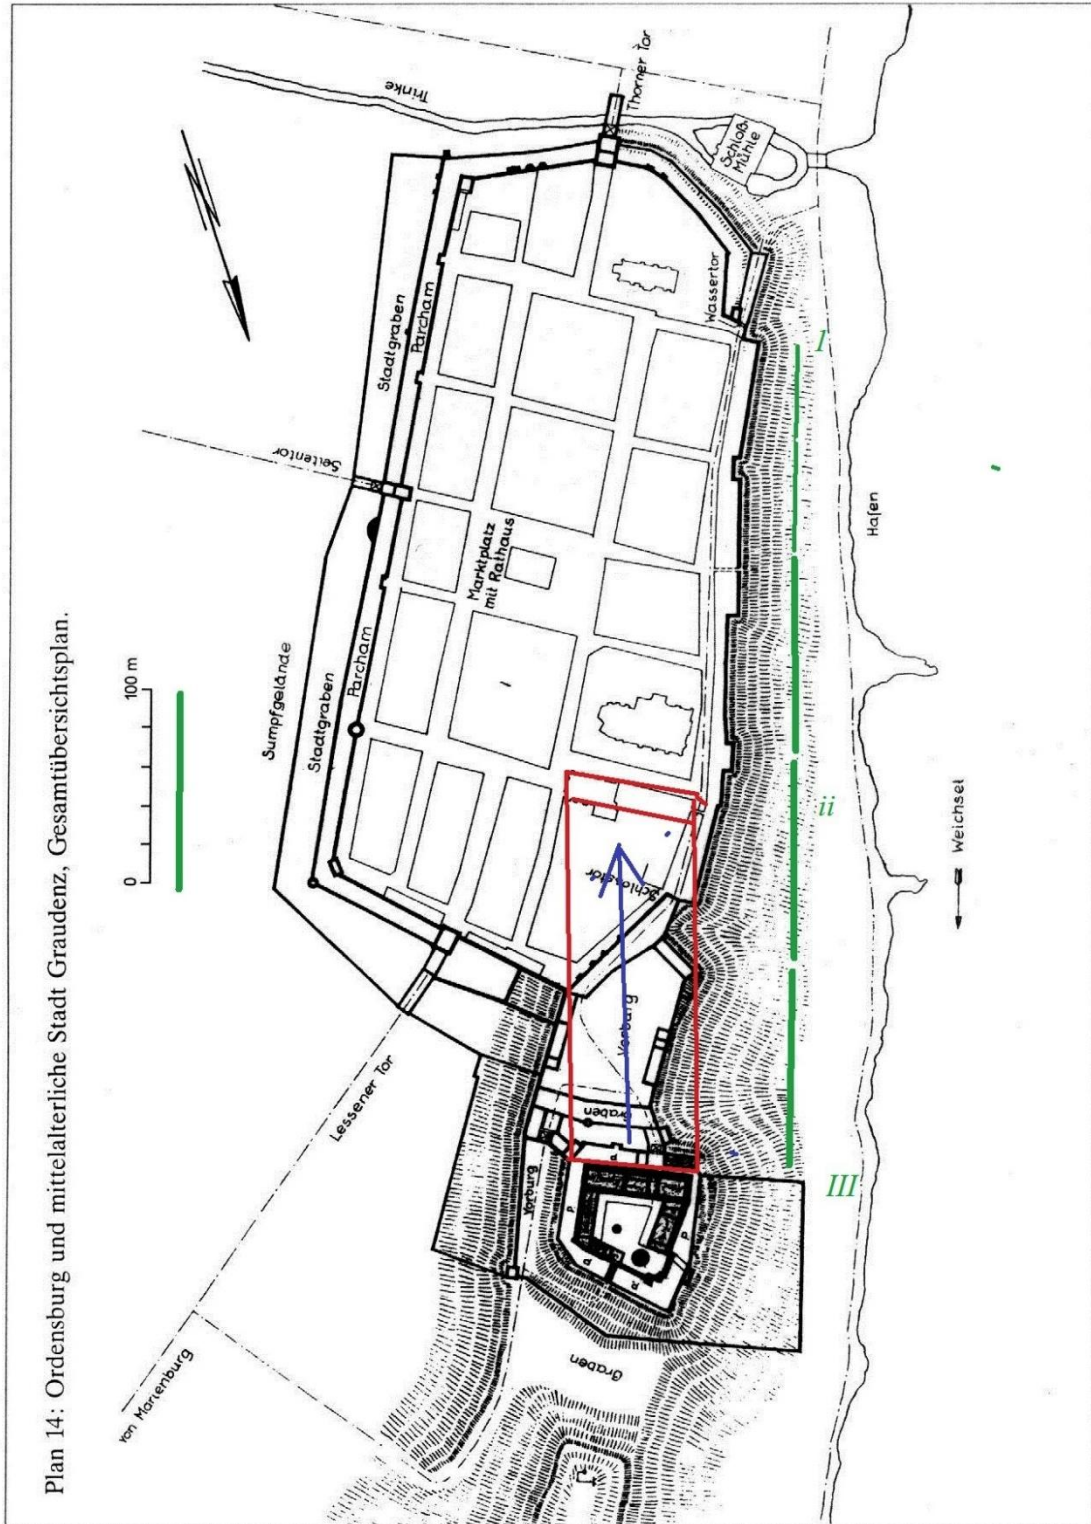 Plan 14: Ordensburg und mittelalterliche Stadt Graudenz, Gesamtübersichtsplan.
0
100 m
Trinke
Thorner Tor
Schloß-
Mühle
Stadtgraben
Parcham
Wassertor
I
Seitentor
Hafen
Marktplatz
mit Rathaus
Sumpfgelände
Stadtgraben
Parcham
ii
Weichsel
Schlosstor
Vorburg
Lessener Tor
Graben
Vorburg
P
P
P
P
III
von Marienburg
Graben